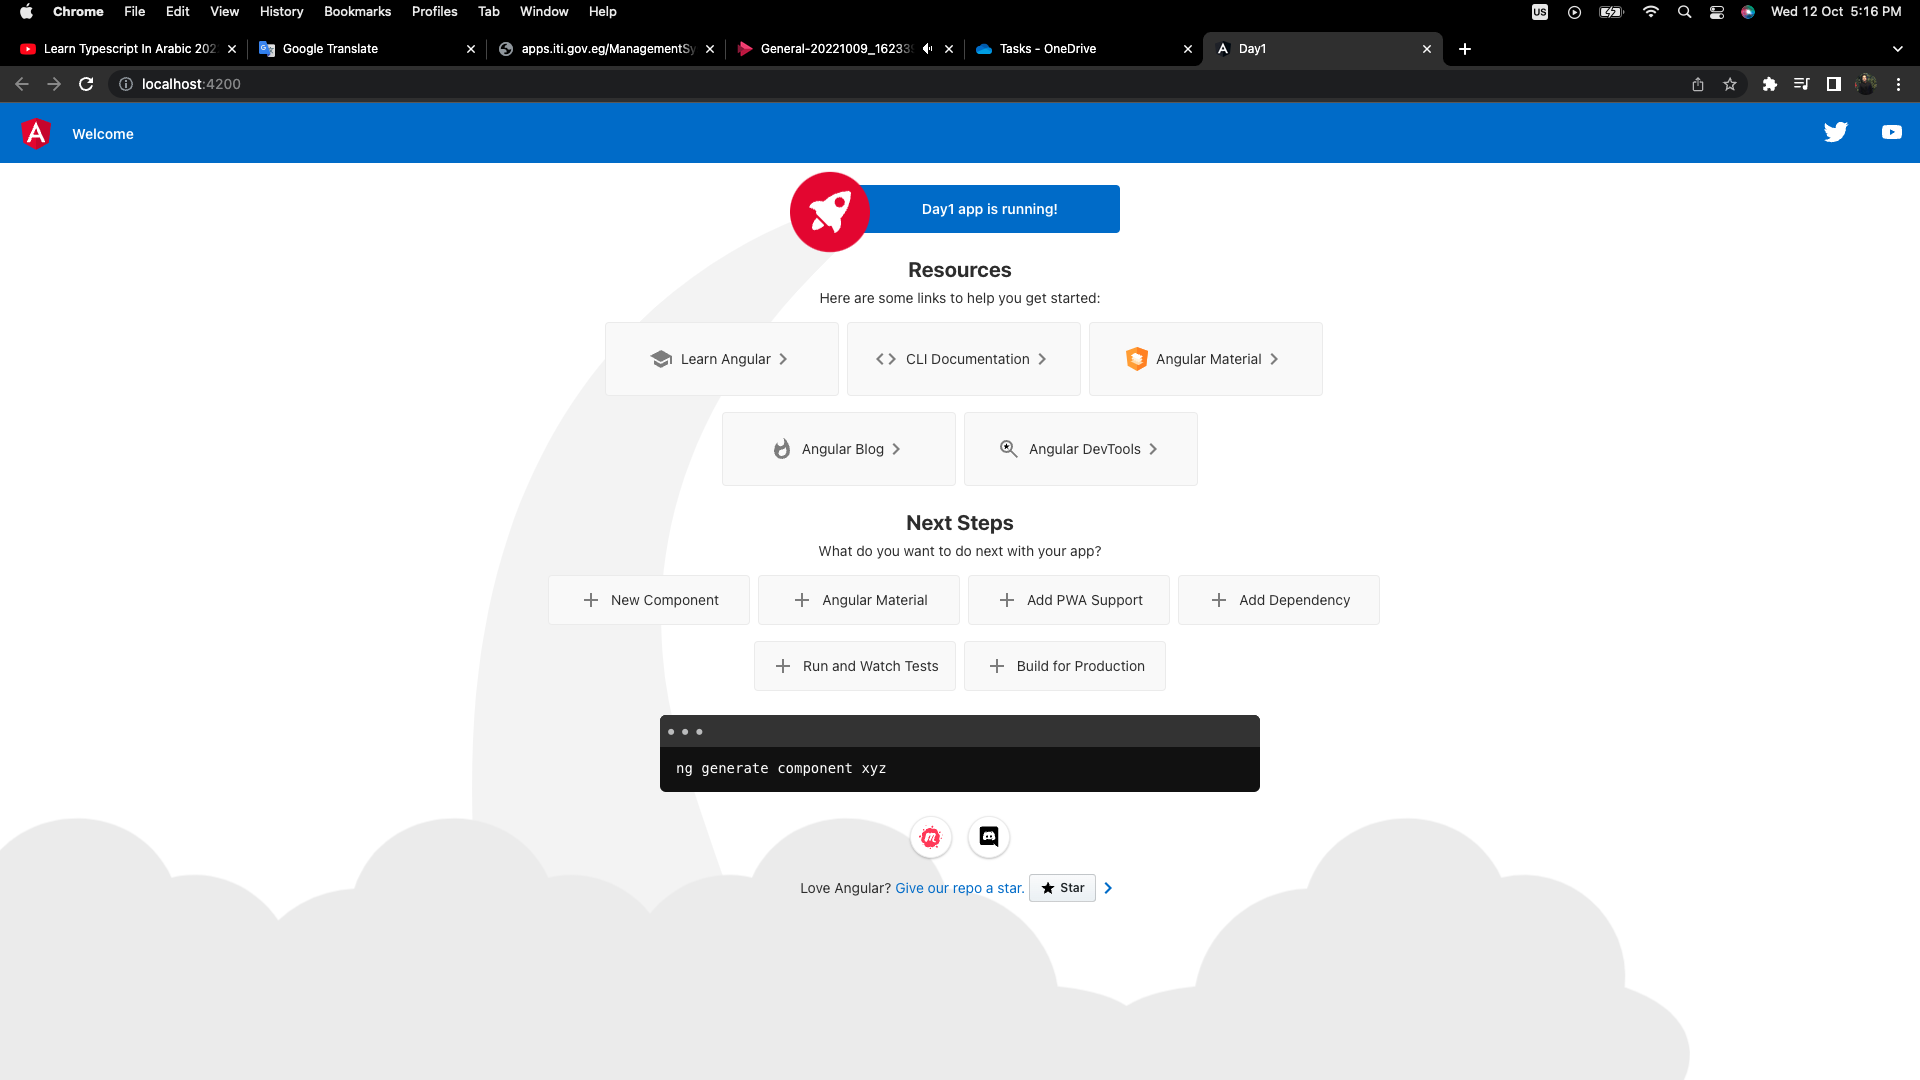 Chrome File Edit View History Bookmarks Profiles Tab Window Help US Wed 12 Oct 5:16 PM
Learn Typescript In Arabic 202 Google Translate apps.iti.gov.eg/ManagementSy General-20221009_16233 Tasks - OneDrive Day1
localhost:4200
Welcome
Day1 app is running!
Resources
Here are some links to help you get started:
Learn Angular CLI Documentation Angular Material
Angular Blog Angular DevTools
Next Steps
What do you want to do next with your app?
New Component Angular Material Add PWA Support Add Dependency
Run and Watch Tests Build for Production
ng generate component xyz
Love Angular? Give our repo a star. Star